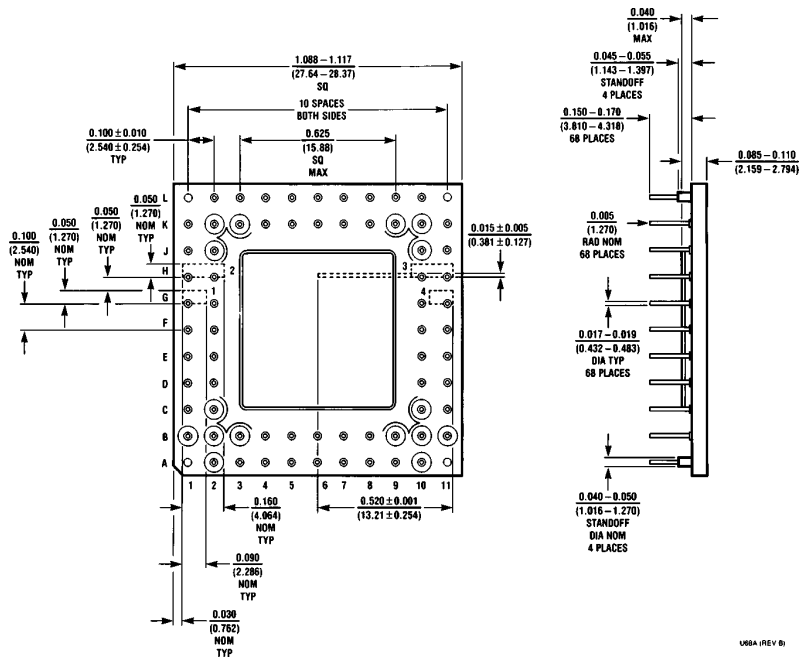 0.040
(1.016)
MAX
1.088 – 1.117
(27.64 – 28.37)
SQ
0.045 – 0.055
(1.143 – 1.397)
STANDOFF
4 PLACES
10 SPACES
BOTH SIDES
0.100 ± 0.010
(2.540 ± 0.254)
TYP
0.625
(15.88)
SQ
MAX
0.150 – 0.170
(3.810 – 4.318)
68 PLACES
0.085 – 0.110
(2.159 – 2.794)
0.050
(1.270)
NOM
TYP
0.050
(1.270)
NOM
TYP
0.050
(1.270)
NOM
TYP
0.100
(2.540)
NOM
TYP
0.015 ± 0.005
(0.381 ± 0.127)
0.005
(1.270)
RAD NOM
68 PLACES
0.017 – 0.019
(0.432 – 0.483)
DIA TYP
68 PLACES
L
K
J
H 2 3
G 1 4
F
E
D
C
B
A
1 2 3 4 5 6 7 8 9 10 11
0.160
(4.064)
NOM
TYP
0.520 ± 0.001
(13.21 ± 0.254)
0.040 – 0.050
(1.016 – 1.270)
STANDOFF
DIA NOM
4 PLACES
0.090
(2.286)
NOM
TYP
0.030
(0.762)
NOM
TYP
U68A (REV B)